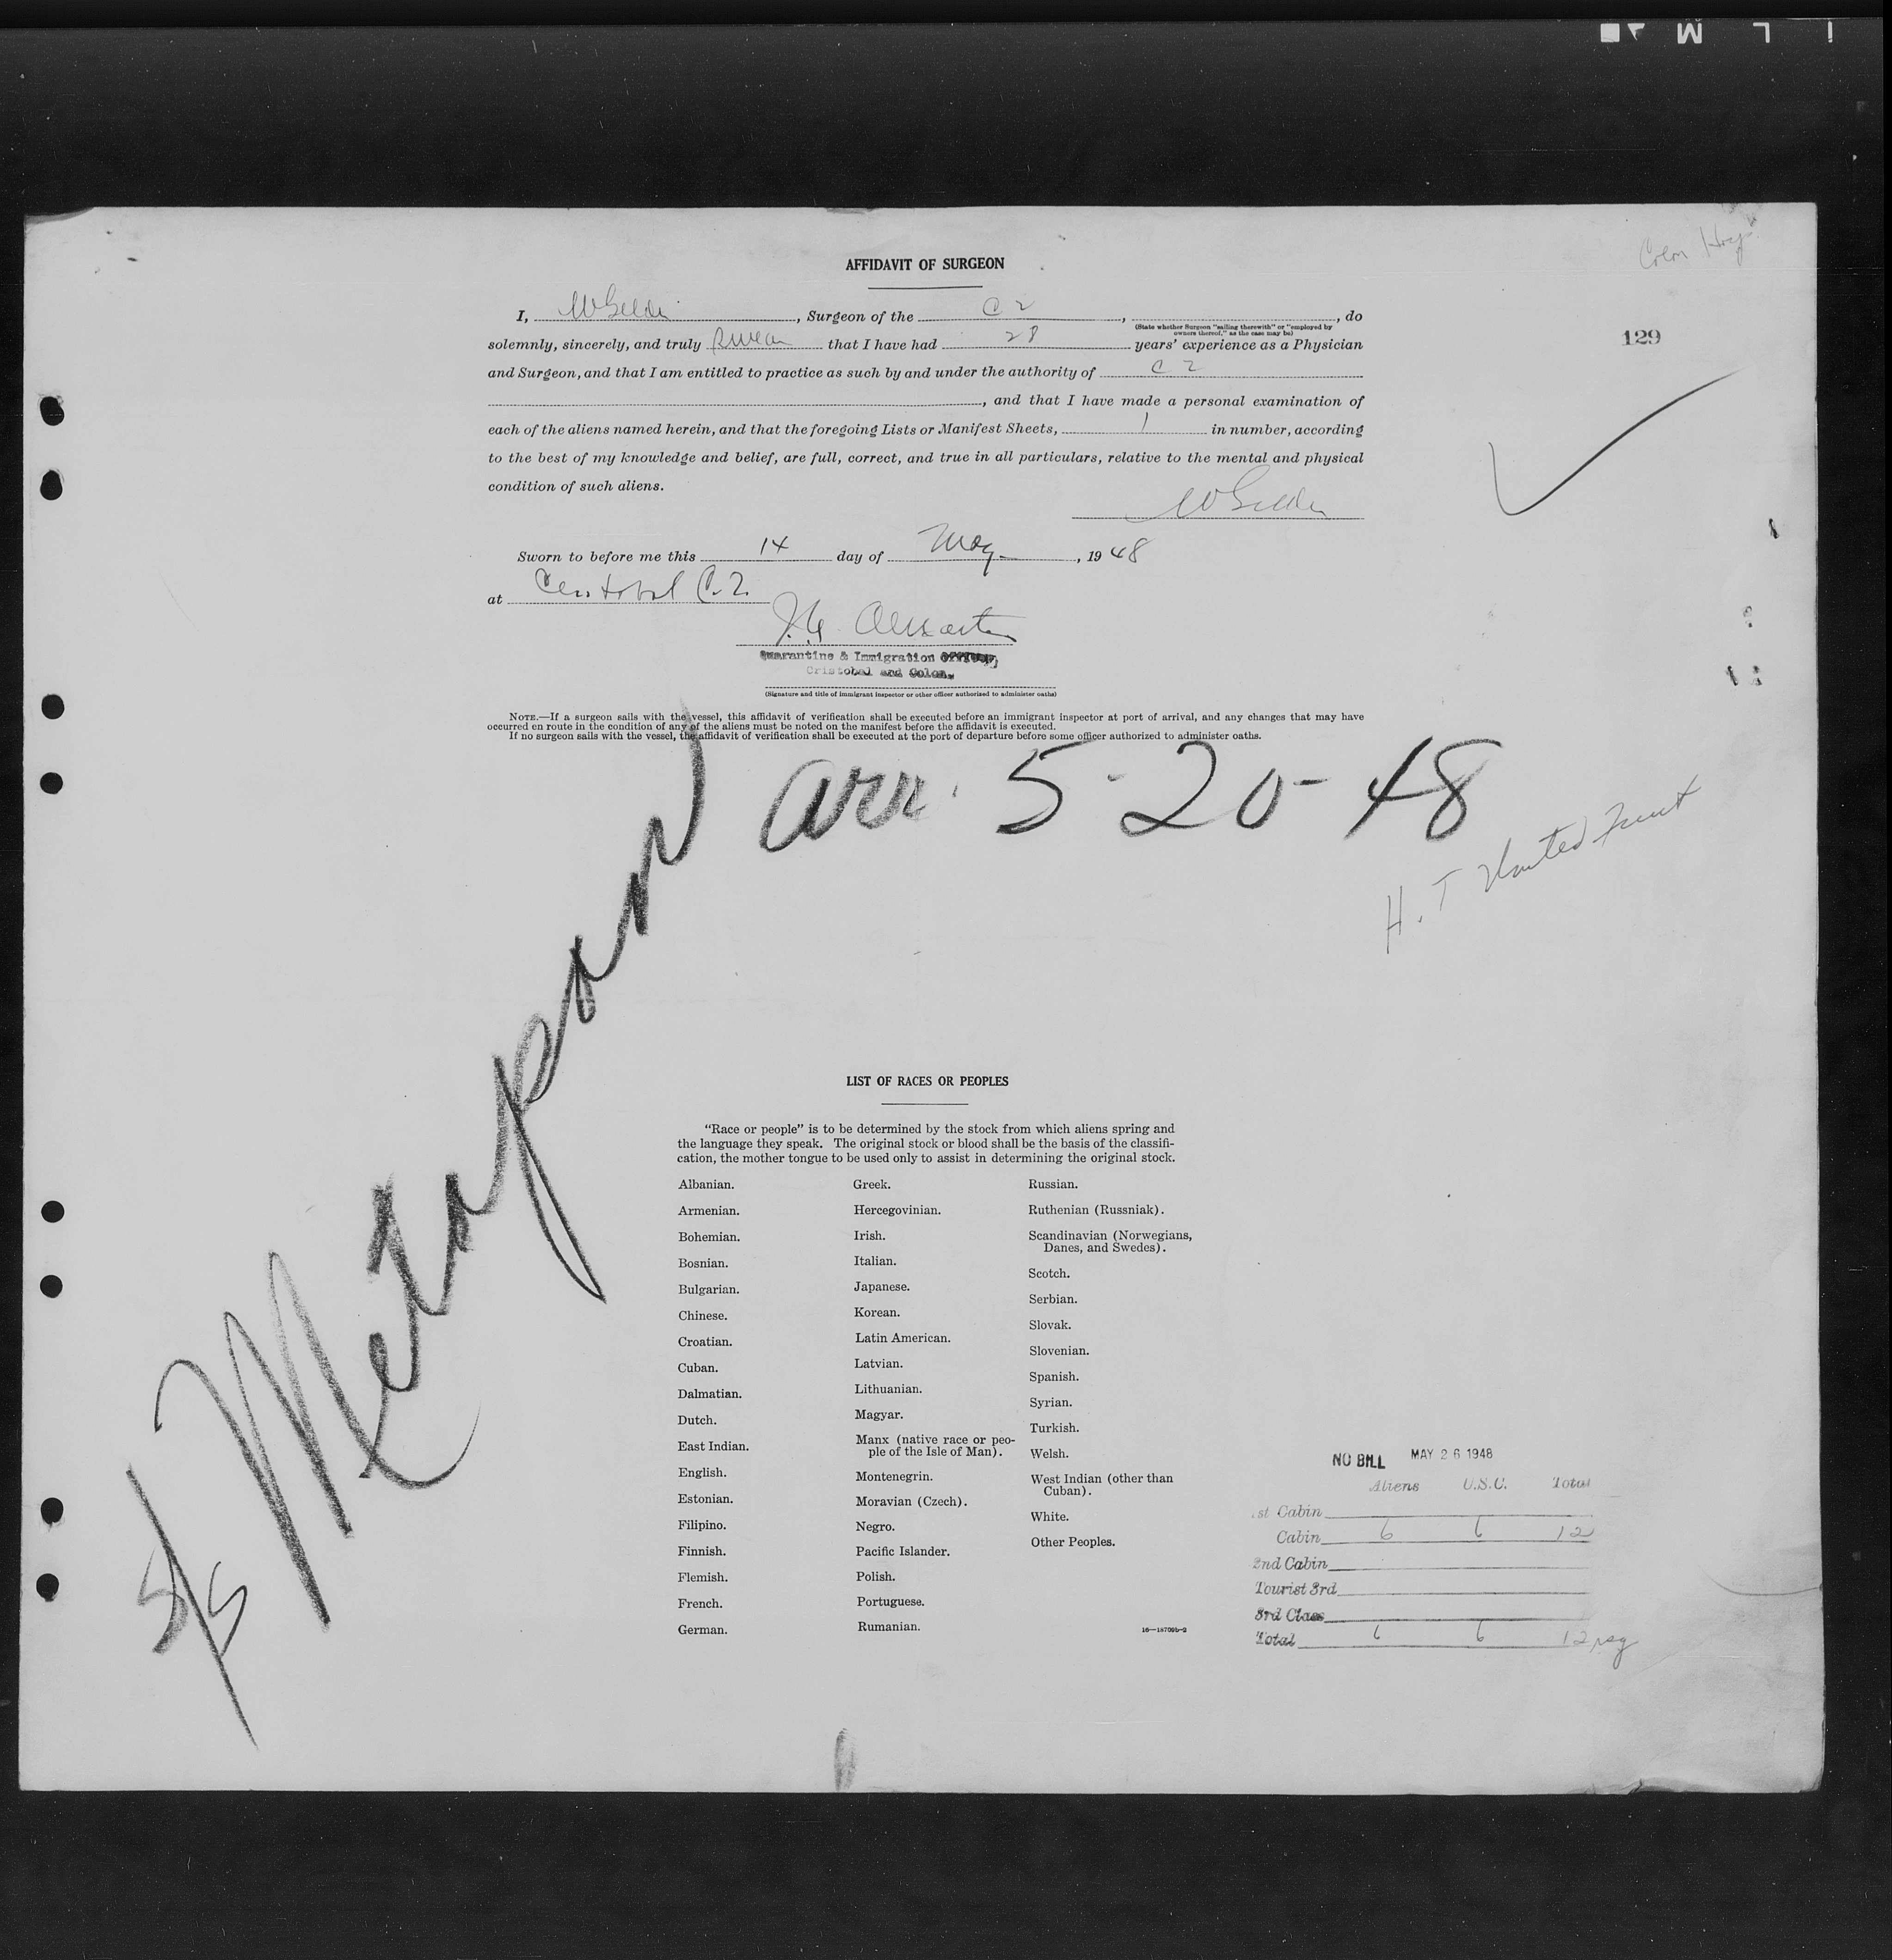 AFFIDAVIT OF SURGEON
129
I, , Surgeon of the C Z , , do
(State whether Surgeon "sailing therewith" or "employed by
owners thereof," as the case may be)
solemnly, sincerely, and truly swear that I have had 28 years' experience as a Physician
and Surgeon, and that I am entitled to practice as such by and under the authority of C Z
, and that I have made a personal examination of
each of the aliens named herein, and that the foregoing Lists or Manifest Sheets, 1 in number, according
to the best of my knowledge and belief, are full, correct, and true in all particulars, relative to the mental and physical
condition of such aliens.
Sworn to before me this 14 day of May , 19 48
at Cristobal C.Z.
Quarantine & Immigration Officer,
Cristobal and Colon.
(Signature and title of immigrant inspector or other officer authorized to administer oaths)
NOTE.—If a surgeon sails with the vessel, this affidavit of verification shall be executed before an immigrant inspector at port of arrival, and any changes that may have
occurred en route in the condition of any of the aliens must be noted on the manifest before the affidavit is executed.
If no surgeon sails with the vessel, the affidavit of verification shall be executed at the port of departure before some officer authorized to administer oaths.
arr. 5-20-48
H. T United Fruit
S/S Metapan
LIST OF RACES OR PEOPLES
"Race or people" is to be determined by the stock from which aliens spring and
the language they speak. The original stock or blood shall be the basis of the classifi-
cation, the mother tongue to be used only to assist in determining the original stock.
Albanian.
Armenian.
Bohemian.
Bosnian.
Bulgarian.
Chinese.
Croatian.
Cuban.
Dalmatian.
Dutch.
East Indian.
English.
Estonian.
Filipino.
Finnish.
Flemish.
French.
German.
Greek.
Hercegovinian.
Irish.
Italian.
Japanese.
Korean.
Latin American.
Latvian.
Lithuanian.
Magyar.
Manx (native race or peo-
ple of the Isle of Man).
Montenegrin.
Moravian (Czech).
Negro.
Pacific Islander.
Polish.
Portuguese.
Rumanian.
Russian.
Ruthenian (Russniak).
Scandinavian (Norwegians,
Danes, and Swedes).
Scotch.
Serbian.
Slovak.
Slovenian.
Spanish.
Syrian.
Turkish.
Welsh.
West Indian (other than
Cuban).
White.
Other Peoples.
16—18709b-2
NO BILL MAY 26 1948
Aliens U.S.C. Total
1st Cabin
Cabin 6 6 12
2nd Cabin
Tourist 3rd
3rd Class
Total 6 6 12